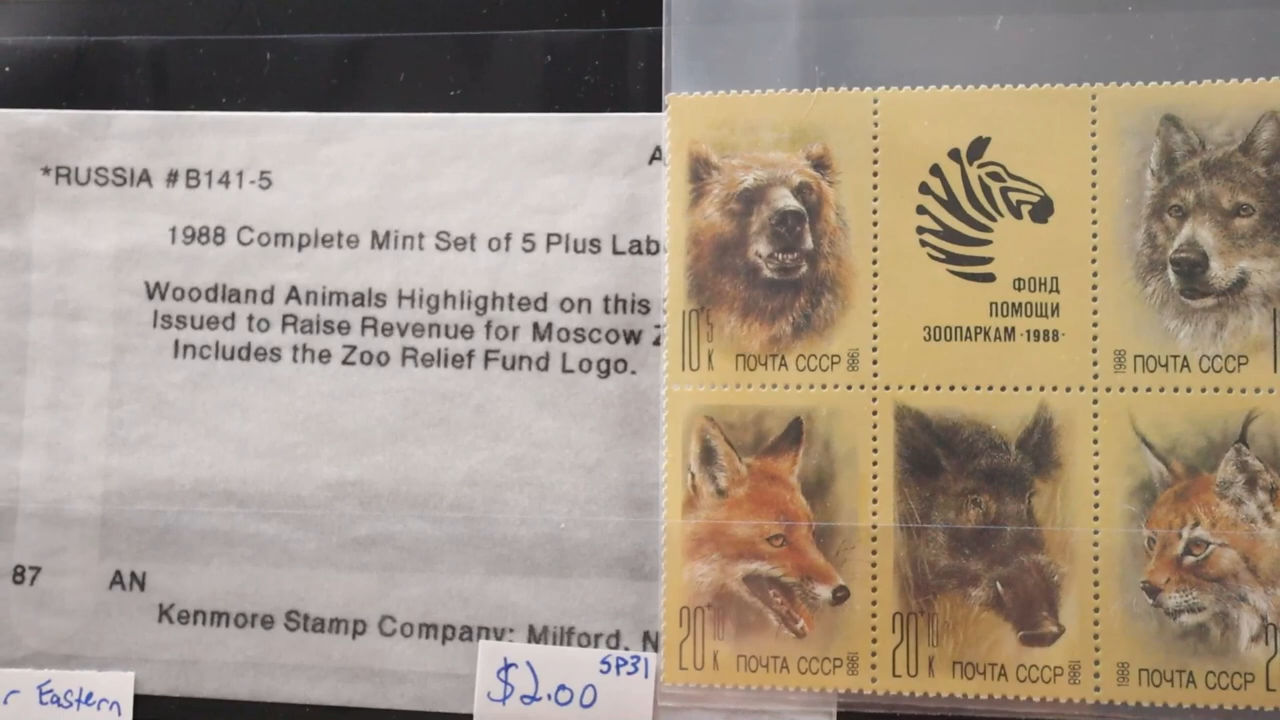 *RUSSIA #B141-5
1988 Complete Mint Set of 5 Plus
Woodland Animals Highlighted on this
Issued to Raise Revenue for Moscow
Includes the Zoo Relief Fund Logo.
87 AN
Kenmore Stamp Company: Milford,
Eastern
$2.00 SP31
10+5 К ПОЧТА СССР 1988
ФОНД
ПОМОЩИ
ЗООПАРКАМ ·1988·
1988 ПОЧТА СССР
20+10 К ПОЧТА СССР 1988
20+10 К ПОЧТА СССР 1988
1988 ПОЧТА СССР